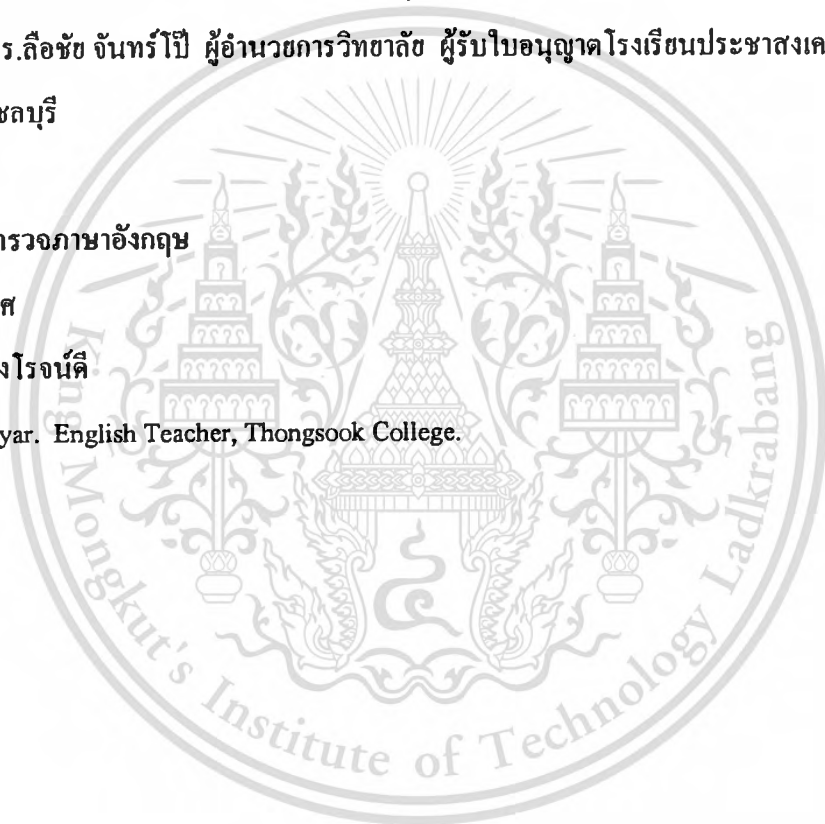 ร.ลือชัย จันทร์โป๊ ผู้อำนวยการวิทยาลัย ผู้รับใบอนุญาตโรงเรียนประชาสงเค
ชลบุรี
ารวจภาษาอังกฤษ
ศ
งโรจน์ดี
yar. English Teacher, Thongsook College.
King Mongkut's Institute of Technology Ladkrabang